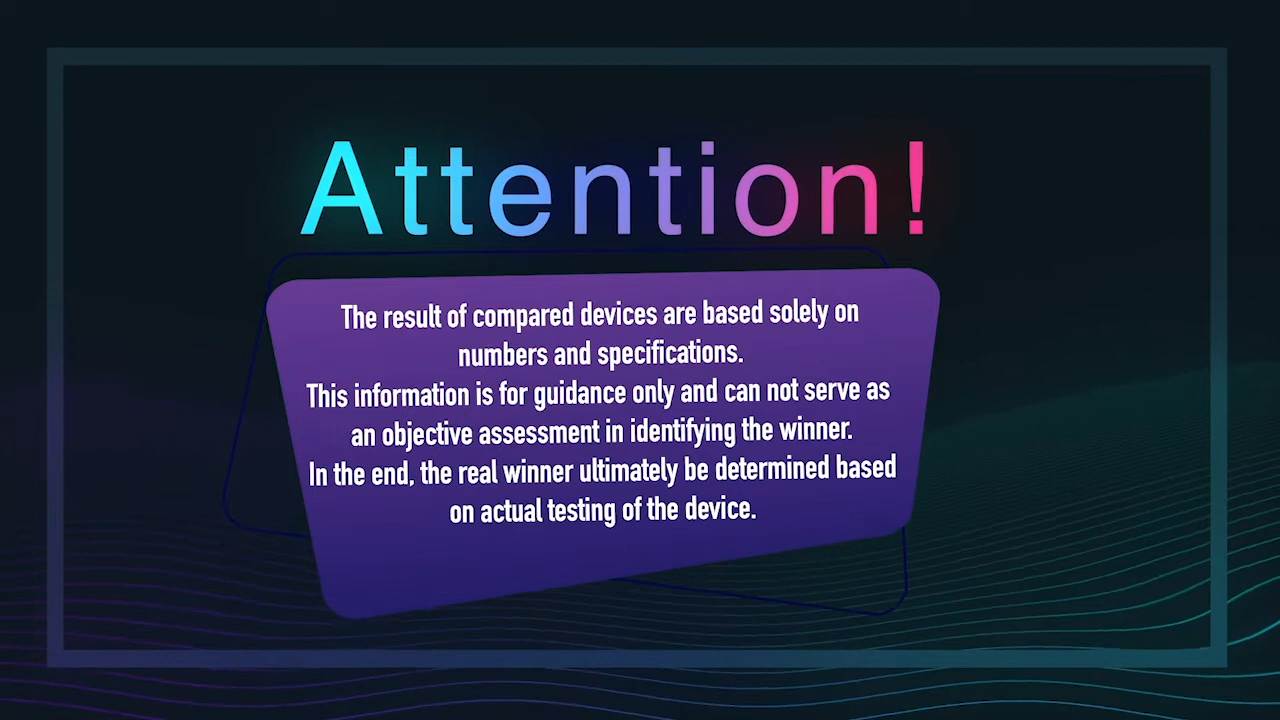 Attention!
The result of compared devices are based solely on
numbers and specifications.
This information is for guidance only and can not serve as
an objective assessment in identifying the winner.
In the end, the real winner ultimately be determined based
on actual testing of the device.